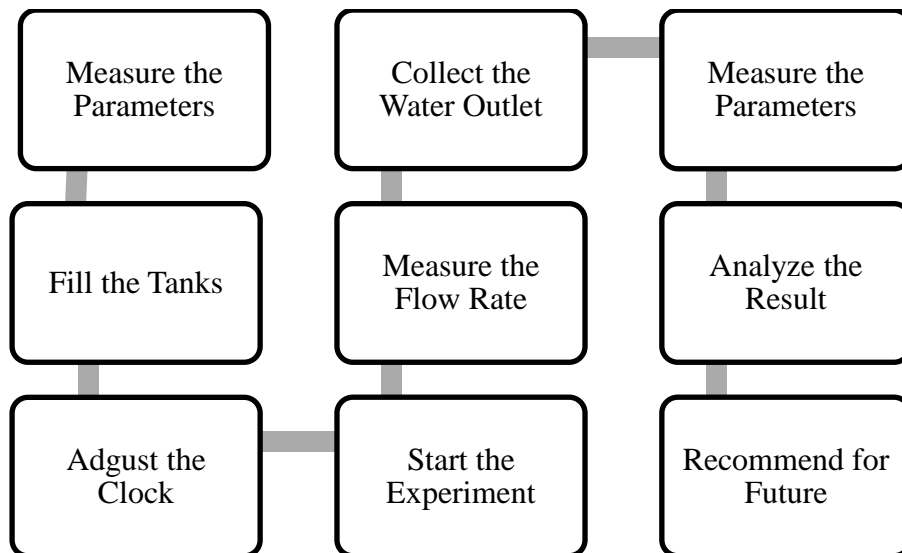 Measure the
Parameters
Fill the Tanks
Adgust the
Clock
Start the
Experiment
Measure the
Flow Rate
Collect the
Water Outlet
Measure the
Parameters
Analyze the
Result
Recommend for
Future